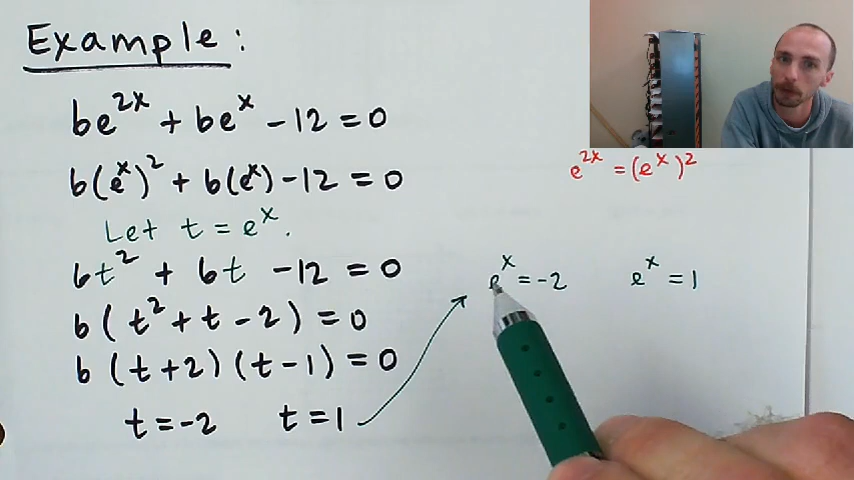 Example:
6e^{2x} + 6e^x - 12 = 0
6(e^x)^2 + 6(e^x) - 12 = 0
Let t = e^x.
6t^2 + 6t - 12 = 0
6(t^2 + t - 2) = 0
6(t+2)(t-1) = 0
t = -2 t = 1
e^{2x} = (e^x)^2
e^x = -2 e^x = 1